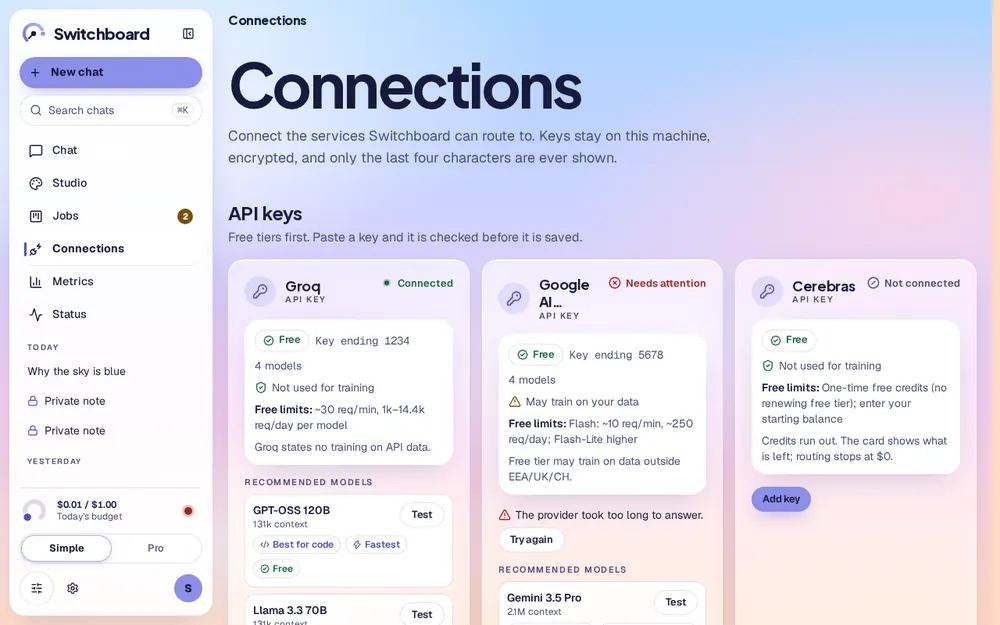 Switchboard
New chat
Search chats
⌘K
Chat
Studio
Jobs
2
Connections
Metrics
Status
TODAY
Why the sky is blue
Private note
Private note
YESTERDAY
$0.01 / $1.00
Today's budget
Simple
Pro
S
Connections
Connections
Connect the services Switchboard can route to. Keys stay on this machine,
encrypted, and only the last four characters are ever shown.
API keys
Free tiers first. Paste a key and it is checked before it is saved.
Groq
API KEY
Connected
Free
Key ending 1234
4 models
Not used for training
Free limits: ~30 req/min, 1k–14.4k
req/day per model
Groq states no training on API data.
RECOMMENDED MODELS
GPT-OSS 120B
131k context
Test
Best for code
Fastest
Free
Llama 3.3 70B
131k context
Test
Google
AI…
API KEY
Needs attention
Free
Key ending 5678
4 models
May train on your data
Free limits: Flash: ~10 req/min, ~250
req/day; Flash-Lite higher
Free tier may train on data outside
EEA/UK/CH.
The provider took too long to answer.
Try again
RECOMMENDED MODELS
Gemini 3.5 Pro
2.1M context
Test
Cerebras
API KEY
Not connected
Free
Not used for training
Free limits: One-time free credits (no
renewing free tier); enter your
starting balance
Credits run out. The card shows what
is left; routing stops at $0.
Add key